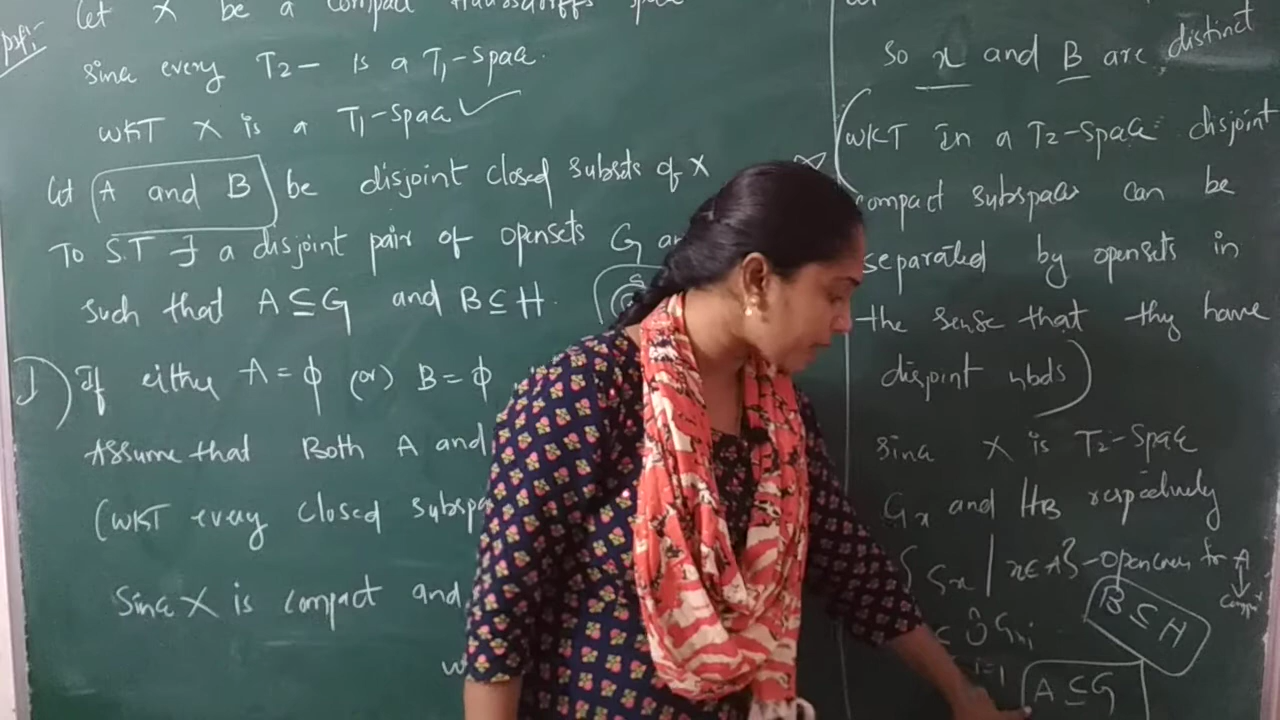 prf:-
Let X be a compact Hausdorffs space
Since every T2- is a T1-space.
WKT X is a T1-space ✓
Let A and B be disjoint closed subsets of X
To S.T ∃ a disjoint pair of opensets G an
such that A⊆G and B⊆H.
1) If either A=ϕ (or) B=ϕ
Assume that Both A and
(WKT every closed subspa
Since X is compact and
w
So x and B are distinct
(WKT in a T2-space disjoint
compact subspaces can be
separated by opensets in
the sense that they have
disjoint nbds)
Since X is T2-space
Gx and HB respectively
{Gx | x∈A}-opencover for A
↓
B⊆H
A⊆G